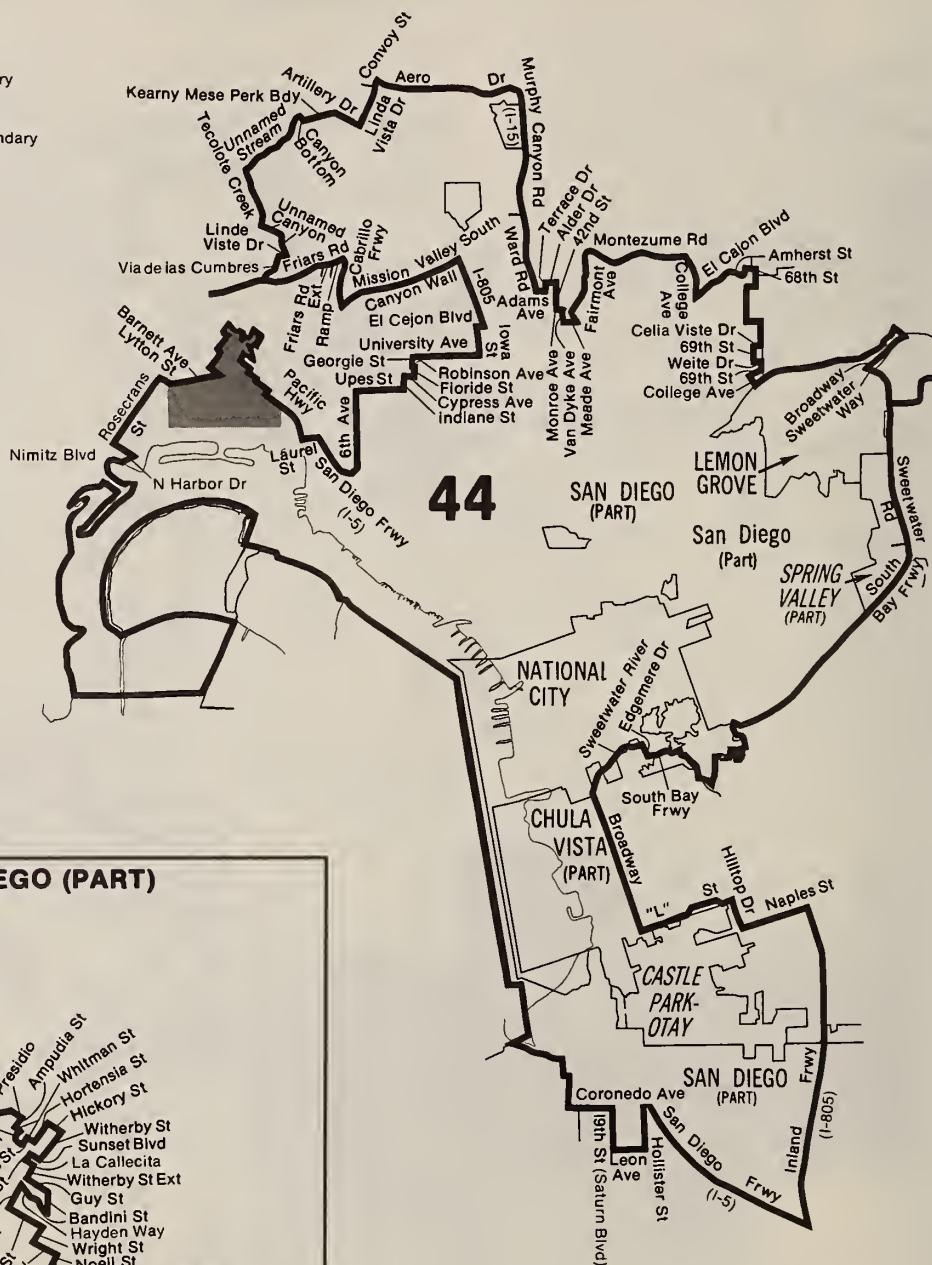 ry
ndary
Convoy St
Aero Dr
Artillery Dr
Kearny Mese Perk Bdy
Linda
Vista Dr
Murphy Canyon Rd
(I-15)
Tecolote Creek
Unnamed
Stream
Canyon
Bottom
Terrace Dr
Alder Dr
42nd St
Unnamed
Canyon
Linde
Viste Dr
Via de ias Cumbres
Friars Rd
Cabrillo
Frwy
Mission Valley South
Canyon Wall
Ward Rd
Montezume Rd
El Cajon Blvd
Amherst St
68th St
College
Ave
Friars Rd
Ext
Ramp
I-805
Adams
Ave
Fairmont
Ave
El Cejon Blvd
University Ave
Iowa
St
Georgie St
Robinson Ave
Upes St
Floride St
Cypress Ave
Indiane St
Monroe Ave
Van Dyke Ave
Meade Ave
Celia Viste Dr
69th St
Weite Dr
69th St
College Ave
Broadway
Sweetwater
Way
Barnett Ave
Lytton St
Pacific
Hwy
6th Ave
Rosecrans
St
Nimitz Blvd
N Harbor Dr
Laurel
St
San Diego Frwy
(I-5)
44
SAN DIEGO
(PART)
LEMON
GROVE
San Diego
(Part)
Sweetwater
Rd
SPRING
VALLEY
(PART)
South
Bay Frwy
NATIONAL
CITY
Sweetwater River
Edgemere Dr
South Bay
Frwy
CHULA
VISTA
(PART)
Broadway
"L" St
Hilltop
Dr
Naples St
CASTLE
PARK-
OTAY
SAN DIEGO
(PART)
Inland Frwy
(I-805)
Coronedo Ave
I9th St (Saturn Blvd)
Leon
Ave
Hollister St
San Diego Frwy
(I-5)
EGO (PART)
Presidio
Ampudia St
Whitman St
Hortensia St
Hickory St
Witherby St
Sunset Blvd
La Callecita
Witherby St Ext
Guy St
Bandini St
Hayden Way
Wright St
Noell St
St
St
St